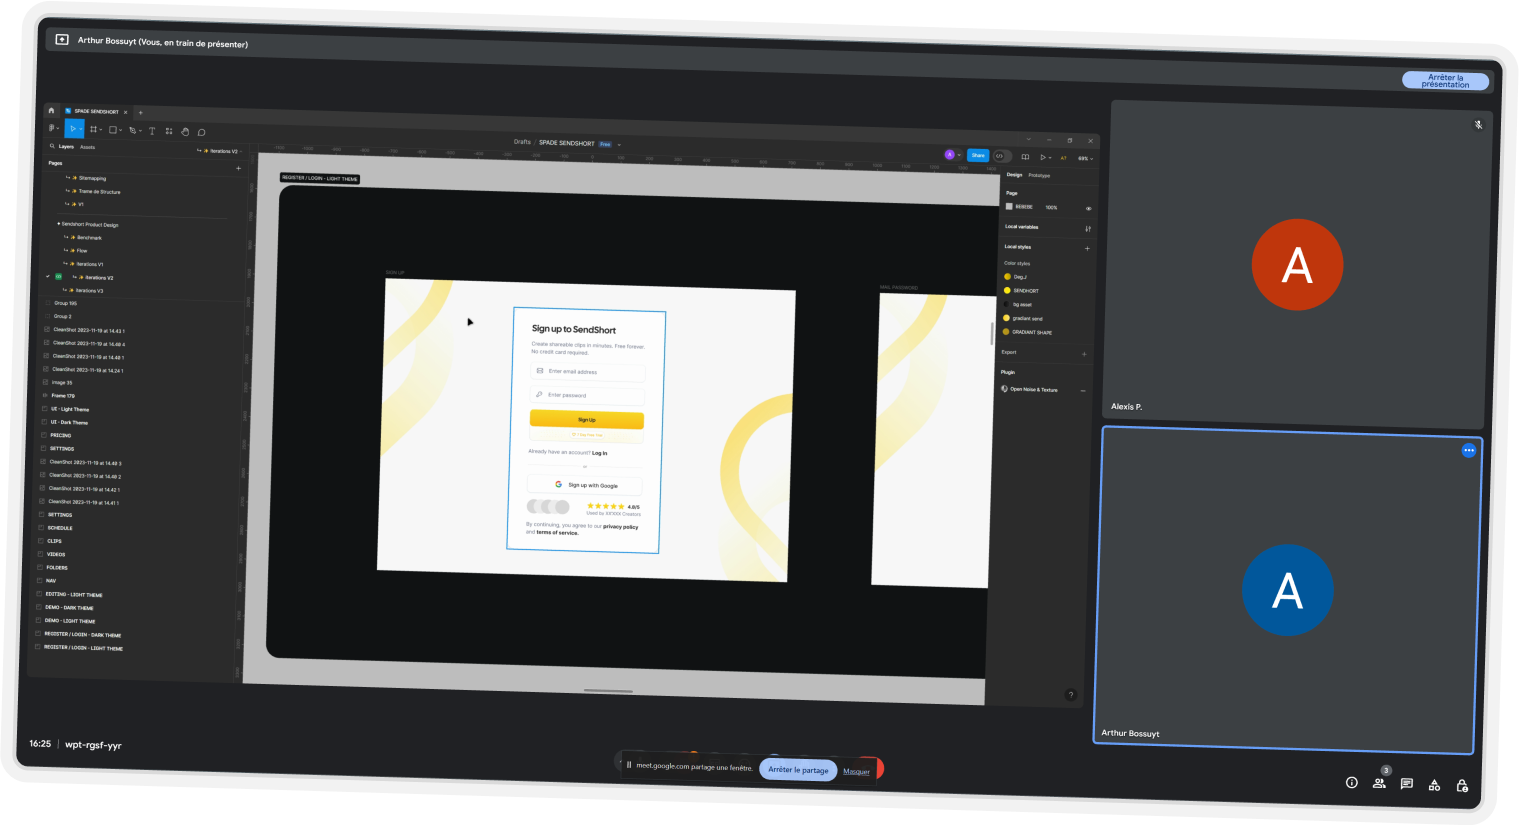 Arthur Bossuyt (Vous, en train de présenter)
Arrêter la
présentation
SPADE SENDSHORT
Drafts / SPADE SENDSHORT Free
A
Share
A?
69%
Layers Assets
Iterations V2
Pages
Sitemapping
Trame de Structure
V1
Sendshort Product Design
Benchmark
Flow
Iterations V1
Iterations V2
Iterations V3
Group 195
Group 2
CleanShot 2023-11-19 at 14.43 1
CleanShot 2023-11-19 at 14.40 4
CleanShot 2023-11-19 at 14.40 1
CleanShot 2023-11-19 at 14.24 1
Image 35
Frame 179
UI - Light Theme
UI - Dark Theme
PRICING
SETTINGS
CleanShot 2023-11-19 at 14.40 3
CleanShot 2023-11-19 at 14.40 2
CleanShot 2023-11-19 at 14.42 1
CleanShot 2023-11-19 at 14.41 1
SETTINGS
SCHEDULE
CLIPS
VIDEOS
FOLDERS
NAV
EDITING - LIGHT THEME
DEMO - DARK THEME
DEMO - LIGHT THEME
REGISTER / LOGIN - DARK THEME
REGISTER / LOGIN - LIGHT THEME
REGISTER / LOGIN - LIGHT THEME
SIGN UP
MAIL PASSWORD
Sign up to SendShort
Create shareable clips in minutes. Free forever.
No credit card required.
Enter email address
Enter password
Sign Up
Already have an account? Log in
or
Sign up with Google
4.8/5
Used by XX'XXX Creators
By continuing, you agree to our privacy policy
and terms of service.
Design Prototype
Page
BEBEBE 100%
Local variables
Local styles
Color styles
Deg.J
SENDHORT
bg asset
gradiant send
GRADIANT SHAPE
Export
Plugin
Open Noise & Texture
?
A
Alexis P.
A
Arthur Bossuyt
16:25 | wpt-rgsf-yyr
meet.google.com partage une fenêtre.
Arrêter le partage
Masquer
3